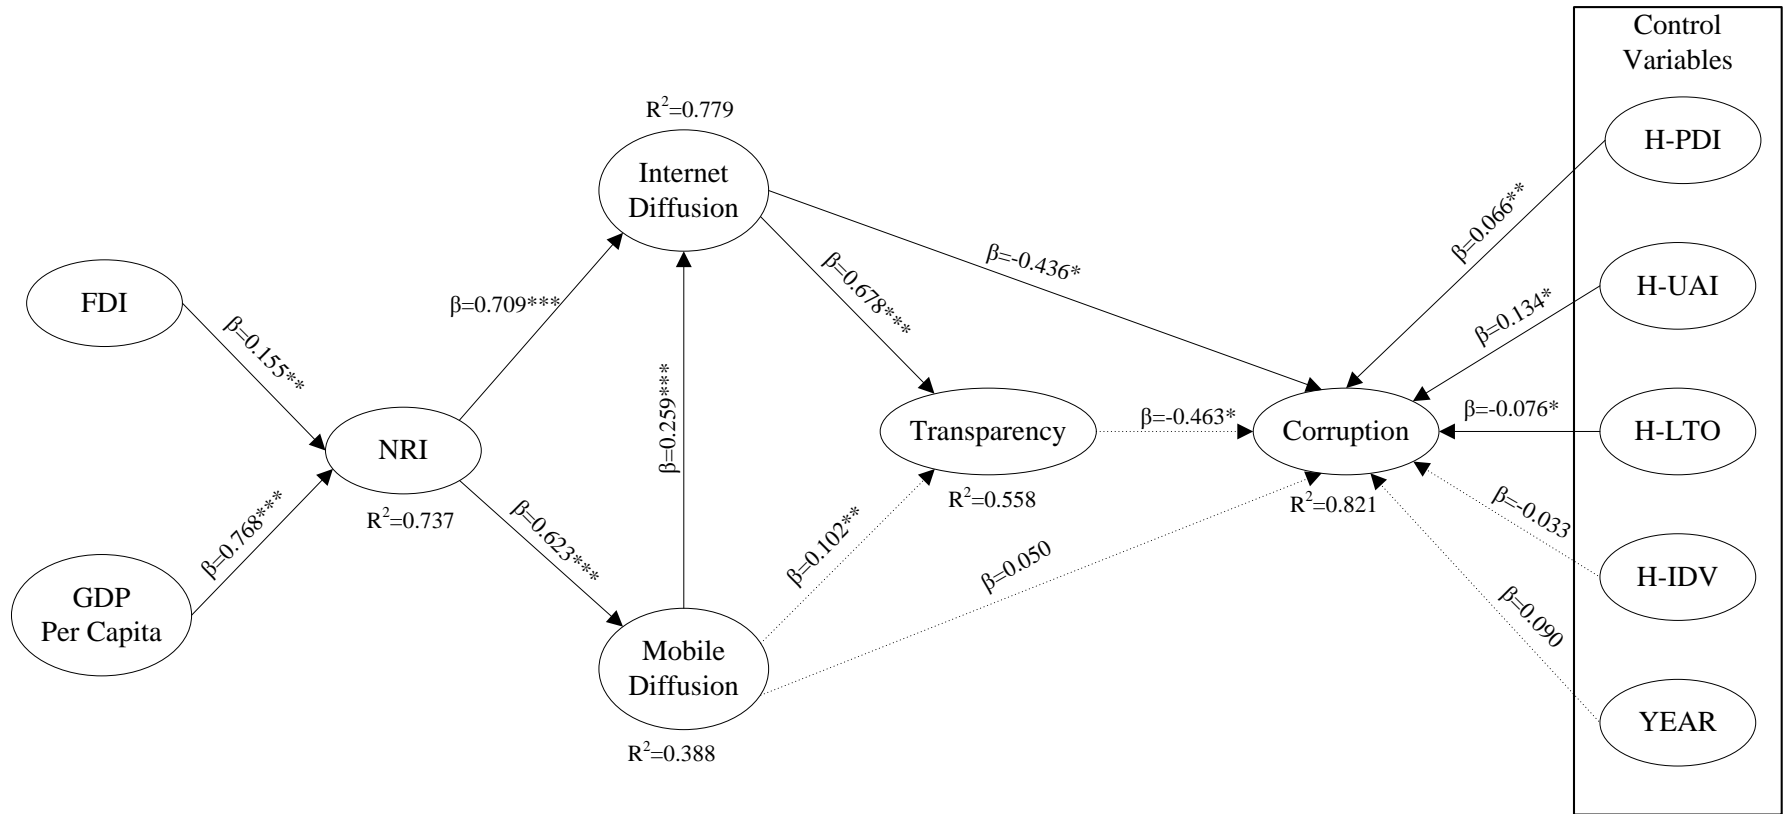 Control
Variables
R²=0.779
H-PDI
Internet
Diffusion
β=0.066**
β=-0.436*
FDI
β=0.155**
β=0.709***
β=0.678***
H-UAI
β=0.134*
β=0.259***
NRI
R²=0.737
Transparency
R²=0.558
β=-0.463*
Corruption
R²=0.821
β=-0.076*
H-LTO
β=0.768***
β=0.623***
β=0.102**
β=0.050
β=-0.033
H-IDV
GDP
Per Capita
Mobile
Diffusion
R²=0.388
β=0.090
YEAR